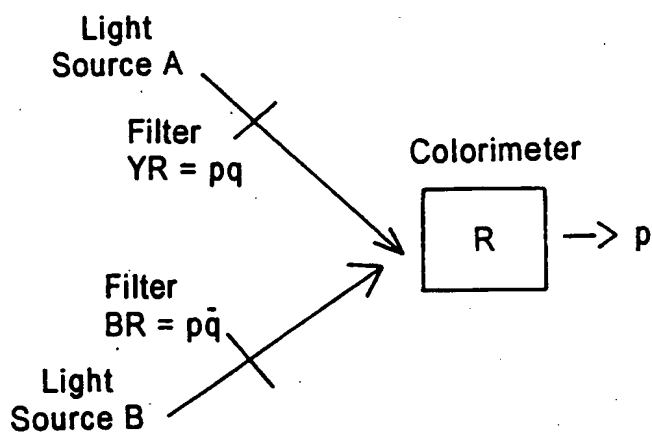 Light
Source A
Filter
YR = pq
Colorimeter
R
p
Filter
BR = pq̄
Light
Source B